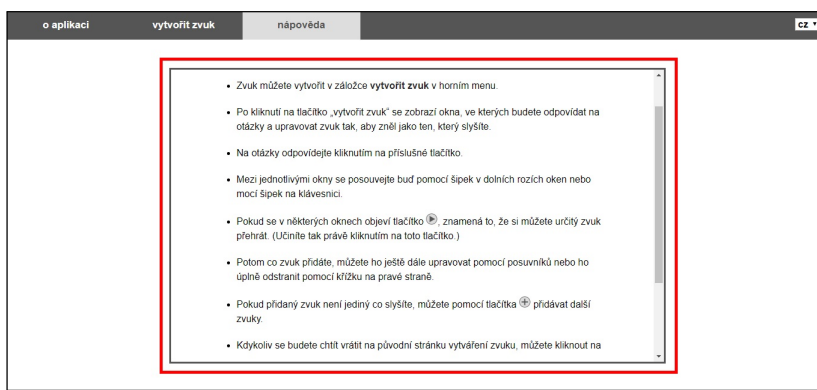 o aplikaci vytvořit zvuk nápověda cz
• Zvuk můžete vytvořit v záložce vytvořit zvuk v horním menu.
• Po kliknutí na tlačítko „vytvořit zvuk“ se zobrazí okna, ve kterých budete odpovídat na
otázky a upravovat zvuk tak, aby zněl jako ten, který slyšíte.
• Na otázky odpovídejte kliknutím na příslušné tlačítko.
• Mezi jednotlivými okny se posouvejte buď pomocí šipek v dolních rozích oken nebo
mocí šipek na klávesnici.
• Pokud se v některých oknech objeví tlačítko , znamená to, že si můžete určitý zvuk
přehrát. (Učiníte tak právě kliknutím na toto tlačítko.)
• Potom co zvuk přidáte, můžete ho ještě dále upravovat pomocí posuvníků nebo ho
úplně odstranit pomocí křížku na pravé straně.
• Pokud přidaný zvuk není jediný co slyšíte, můžete pomocí tlačítka přidávat další
zvuky.
• Kdykoliv se budete chtít vrátit na původní stránku vytváření zvuku, můžete kliknout na